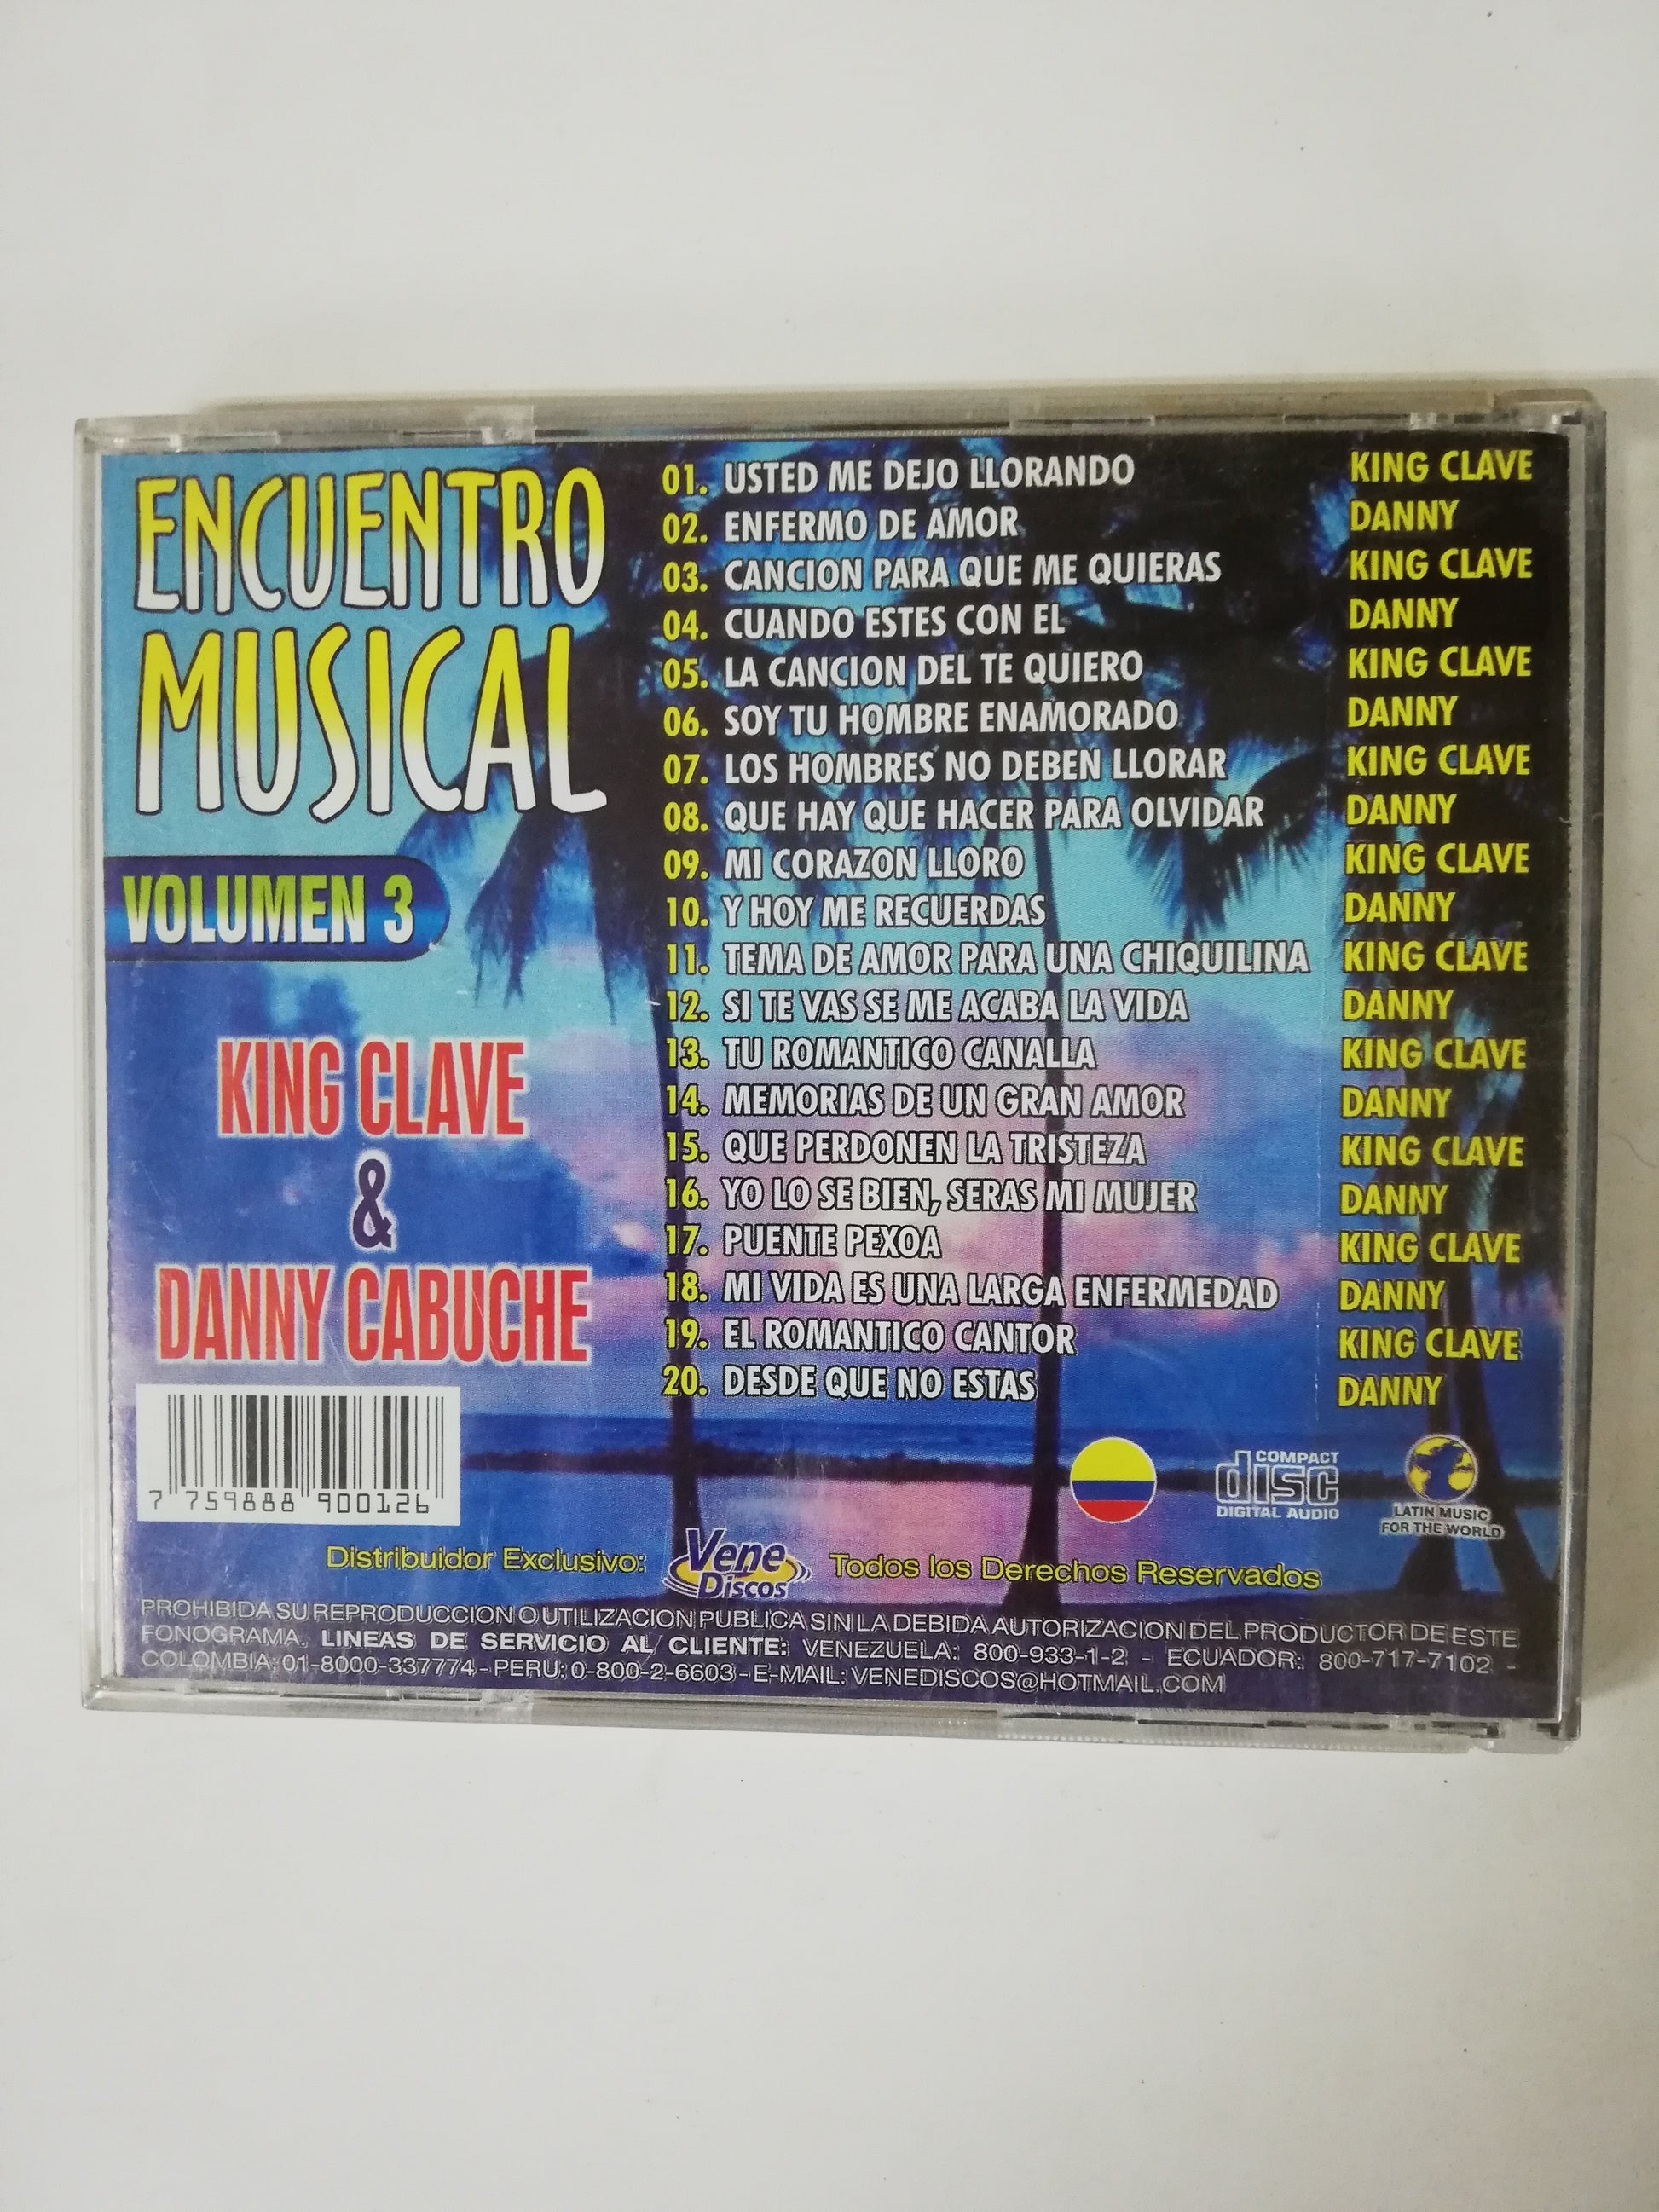 ENCUENTRO
MUSICAL
VOLUMEN 3
KING CLAVE
&
DANNY CABUCHE
01. USTED ME DEJO LLORANDO KING CLAVE
02. ENFERMO DE AMOR DANNY
03. CANCION PARA QUE ME QUIERAS KING CLAVE
04. CUANDO ESTES CON EL DANNY
05. LA CANCION DEL TE QUIERO KING CLAVE
06. SOY TU HOMBRE ENAMORADO DANNY
07. LOS HOMBRES NO DEBEN LLORAR KING CLAVE
08. QUE HAY QUE HACER PARA OLVIDAR DANNY
09. MI CORAZON LLORO KING CLAVE
10. Y HOY ME RECUERDAS DANNY
11. TEMA DE AMOR PARA UNA CHIQUILINA KING CLAVE
12. SI TE VAS SE ME ACABA LA VIDA DANNY
13. TU ROMANTICO CANALLA KING CLAVE
14. MEMORIAS DE UN GRAN AMOR DANNY
15. QUE PERDONEN LA TRISTEZA KING CLAVE
16. YO LO SE BIEN, SERAS MI MUJER DANNY
17. PUENTE PEXOA KING CLAVE
18. MI VIDA ES UNA LARGA ENFERMEDAD DANNY
19. EL ROMANTICO CANTOR KING CLAVE
20. DESDE QUE NO ESTAS DANNY
7 759888 900126
COMPACT
disc
DIGITAL AUDIO
LATIN MUSIC
FOR THE WORLD
Distribuidor Exclusivo: Vene Discos Todos los Derechos Reservados
PROHIBIDA SU REPRODUCCION O UTILIZACION PUBLICA SIN LA DEBIDA AUTORIZACION DEL PRODUCTOR DE ESTE
FONOGRAMA. LINEAS DE SERVICIO AL CLIENTE: VENEZUELA: 800-933-1-2 - ECUADOR: 800-717-7102 -
COLOMBIA: 01-8000-337774 - PERU: 0-800-2-6603 - E-MAIL: VENEDISCOS@HOTMAIL.COM